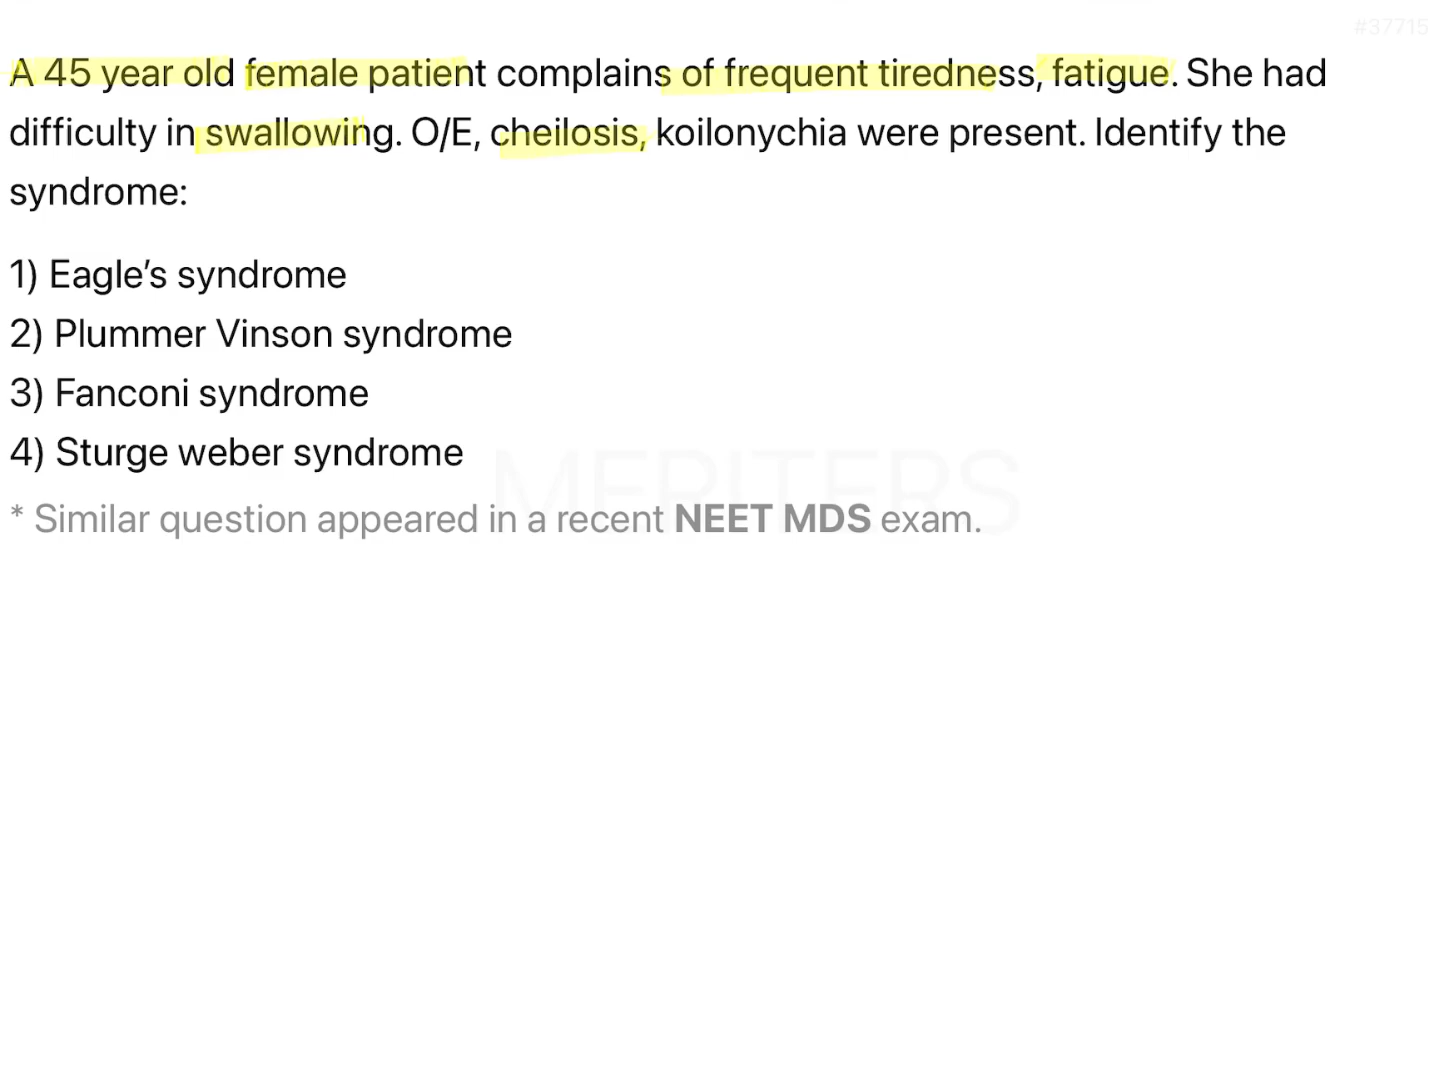 #37715
A 45 year old female patient complains of frequent tiredness, fatigue. She had
difficulty in swallowing. O/E, cheilosis, koilonychia were present. Identify the
syndrome:
1) Eagle’s syndrome
2) Plummer Vinson syndrome
3) Fanconi syndrome
4) Sturge weber syndrome
MERITERS
* Similar question appeared in a recent NEET MDS exam.